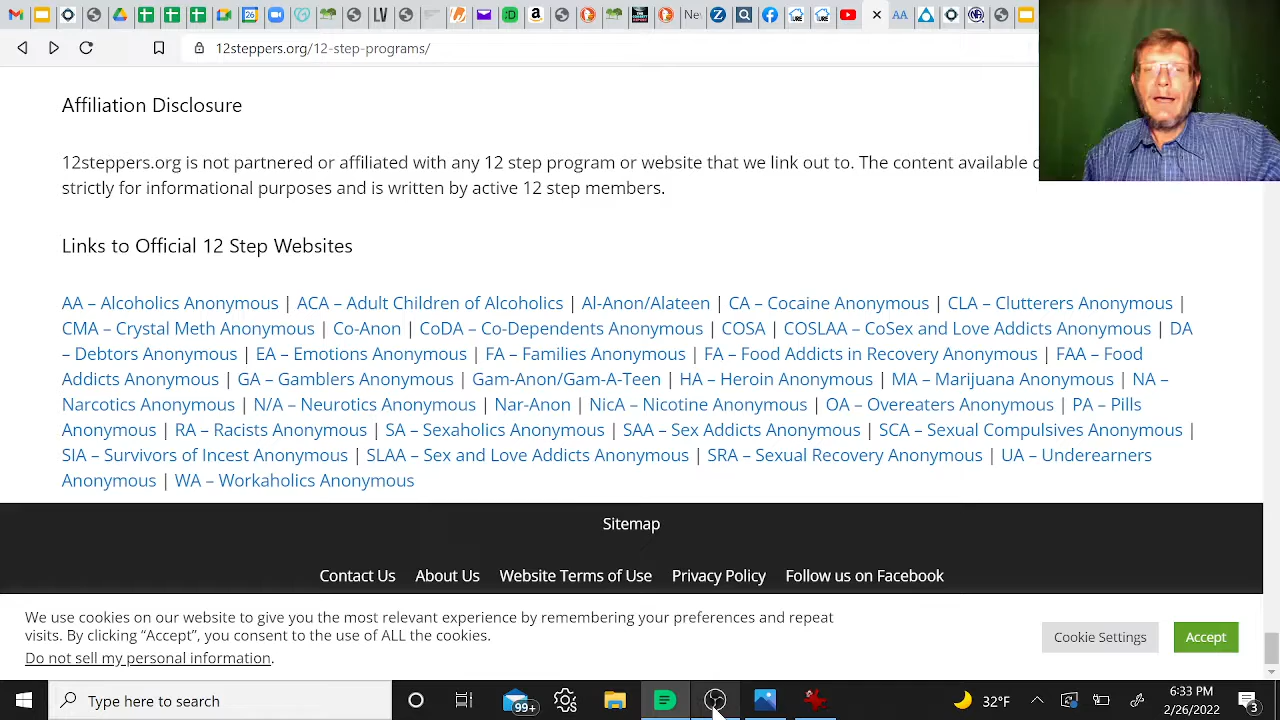 26
Ne
AA
12steppers.org/12-step-programs/
Affiliation Disclosure
12steppers.org is not partnered or affiliated with any 12 step program or website that we link out to. The content available
strictly for informational purposes and is written by active 12 step members.
Links to Official 12 Step Websites
AA – Alcoholics Anonymous | ACA – Adult Children of Alcoholics | Al-Anon/Alateen | CA – Cocaine Anonymous | CLA – Clutterers Anonymous |
CMA – Crystal Meth Anonymous | Co-Anon | CoDA – Co-Dependents Anonymous | COSA | COSLAA – CoSex and Love Addicts Anonymous | DA
– Debtors Anonymous | EA – Emotions Anonymous | FA – Families Anonymous | FA – Food Addicts in Recovery Anonymous | FAA – Food
Addicts Anonymous | GA – Gamblers Anonymous | Gam-Anon/Gam-A-Teen | HA – Heroin Anonymous | MA – Marijuana Anonymous | NA –
Narcotics Anonymous | N/A – Neurotics Anonymous | Nar-Anon | NicA – Nicotine Anonymous | OA – Overeaters Anonymous | PA – Pills
Anonymous | RA – Racists Anonymous | SA – Sexaholics Anonymous | SAA – Sex Addicts Anonymous | SCA – Sexual Compulsives Anonymous |
SIA – Survivors of Incest Anonymous | SLAA – Sex and Love Addicts Anonymous | SRA – Sexual Recovery Anonymous | UA – Underearners
Anonymous | WA – Workaholics Anonymous
Sitemap
Contact Us About Us Website Terms of Use Privacy Policy Follow us on Facebook
We use cookies on our website to give you the most relevant experience by remembering your preferences and repeat
visits. By clicking “Accept”, you consent to the use of ALL the cookies.
Do not sell my personal information.
Cookie Settings
Accept
Type here to search
99+
32°F
6:33 PM
2/26/2022
3